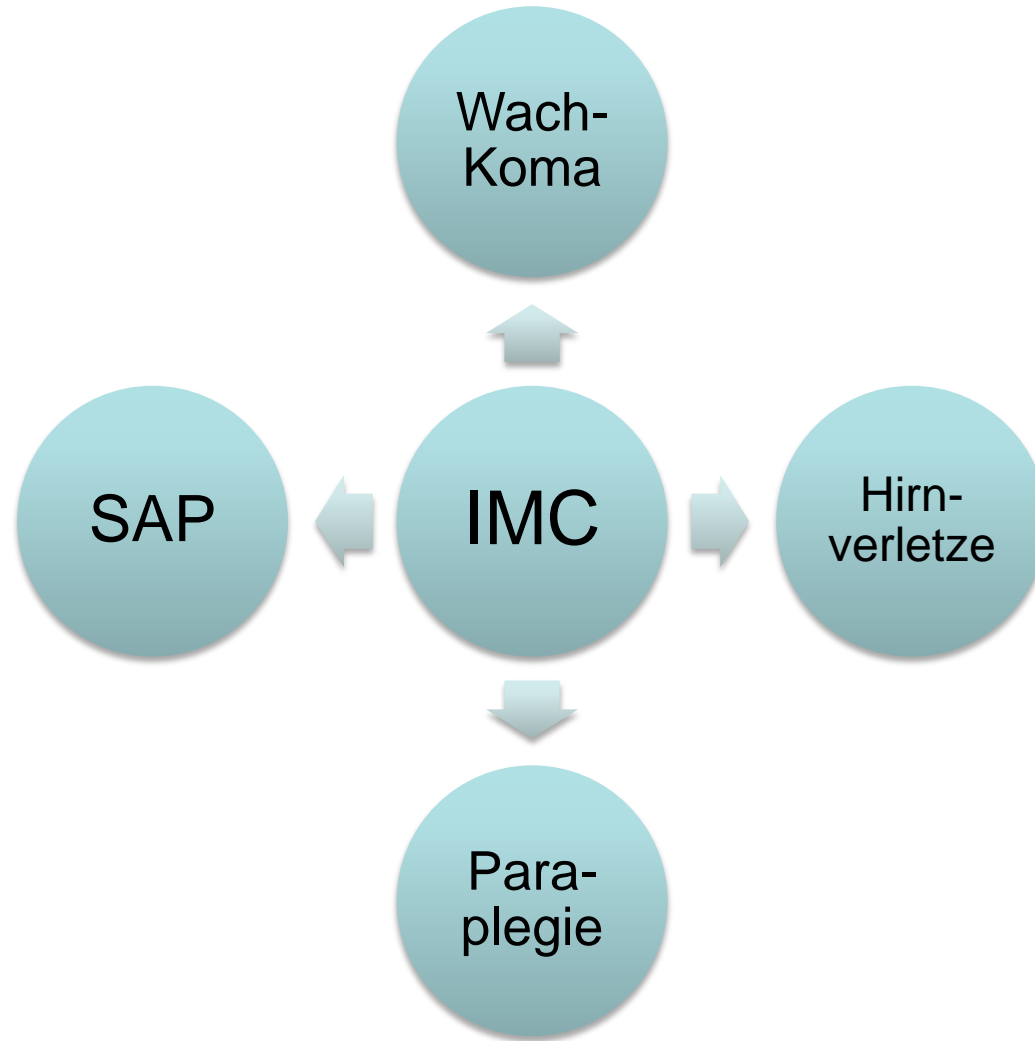 Wach-
Koma
SAP
IMC
Hirn-
verletze
Para-
plegie